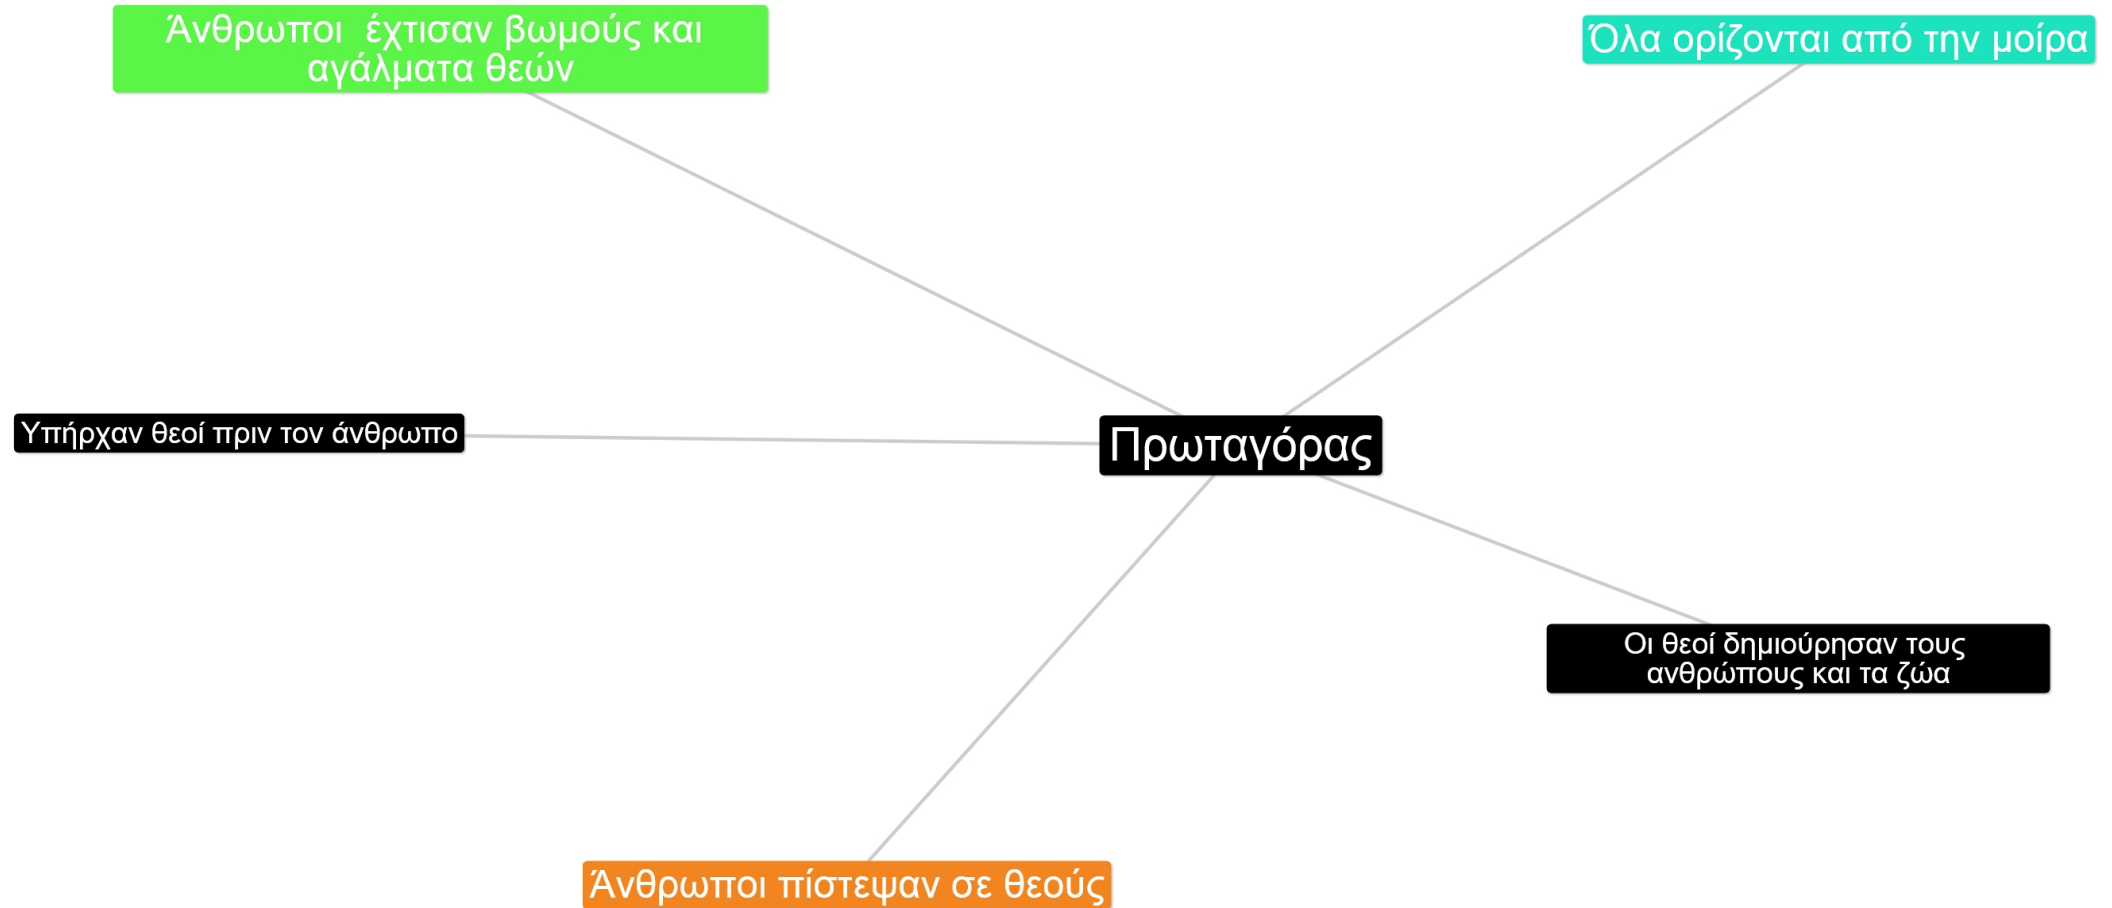 Άνθρωποι  έχτισαν βωμούς και
αγάλματα θεών
Όλα ορίζονται από την μοίρα
Υπήρχαν θεοί πριν τον άνθρωπο
Πρωταγόρας
Οι θεοί δημιούρησαν τους
ανθρώπους και τα ζώα
Άνθρωποι πίστεψαν σε θεούς